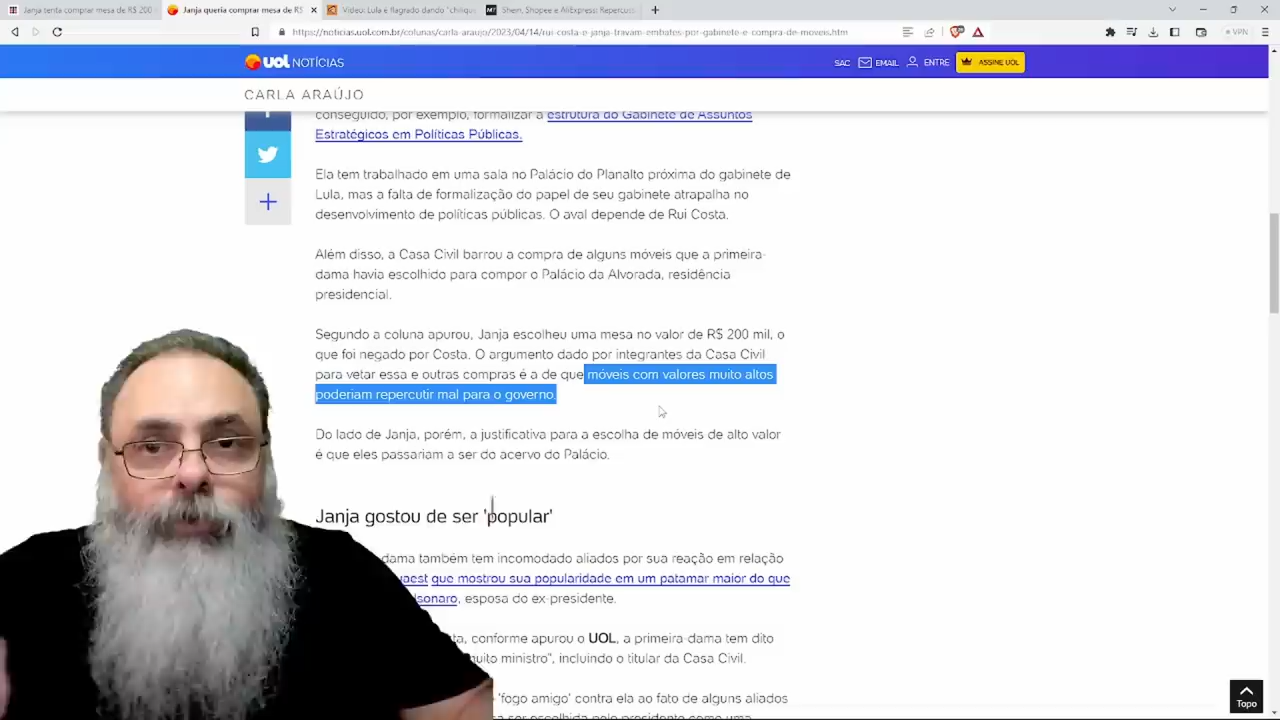 Janja tenta comprar mesa de R$ 200
Janja queria comprar mesa de R$
Vídeo: Lula é flagrado dando "chilique
Shein, Shopee e AliExpress: Repercuss
https://noticias.uol.com.br/colunas/carla-araujo/2023/04/14/rui-costa-e-janja-travam-embates-por-gabinete-e-compra-de-moveis.htm
VPN
UOL NOTÍCIAS
SAC
EMAIL
ENTRE
ASSINE UOL
CARLA ARAÚJO
conseguido, por exemplo, formalizar a estrutura do Gabinete de Assuntos
Estratégicos em Políticas Públicas.
Ela tem trabalhado em uma sala no Palácio do Planalto próxima do gabinete de
Lula, mas a falta de formalização do papel de seu gabinete atrapalha no
desenvolvimento de políticas públicas. O aval depende de Rui Costa.
Além disso, a Casa Civil barrou a compra de alguns móveis que a primeira-
dama havia escolhido para compor o Palácio da Alvorada, residência
presidencial.
Segundo a coluna apurou, Janja escolheu uma mesa no valor de R$ 200 mil, o
que foi negado por Costa. O argumento dado por integrantes da Casa Civil
para vetar essa e outras compras é a de que móveis com valores muito altos
poderiam repercutir mal para o governo.
Do lado de Janja, porém, a justificativa para a escolha de móveis de alto valor
é que eles passariam a ser do acervo do Palácio.
Janja gostou de ser 'popular'
dama também tem incomodado aliados por sua reação em relação
uaest que mostrou sua popularidade em um patamar maior do que
olsonaro, esposa do ex-presidente.
sta, conforme apurou o UOL, a primeira-dama tem dito
muito ministro", incluindo o titular da Casa Civil.
'fogo amigo' contra ela ao fato de alguns aliados
sa ser escolhida pelo presidente como uma
Topo